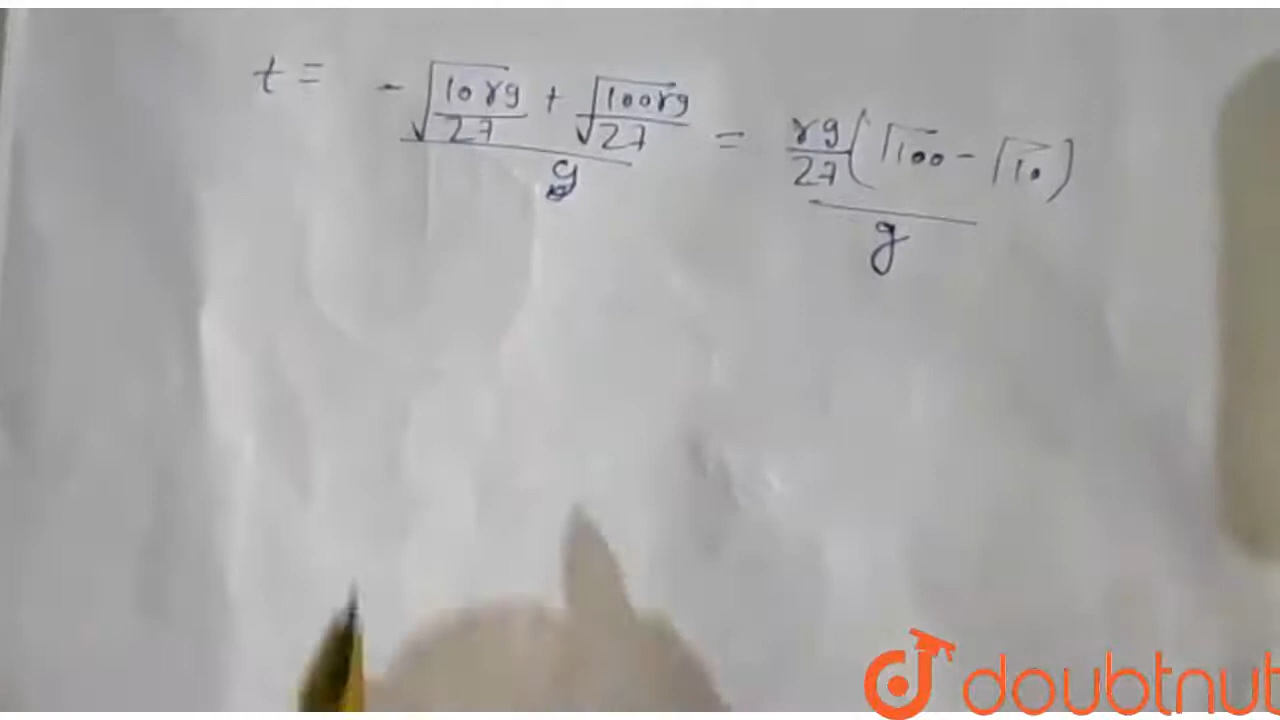 t = (-√(10rg/27) + √(100rg/27))/g = (rg/27(√100 - √10))/g
doubtnut